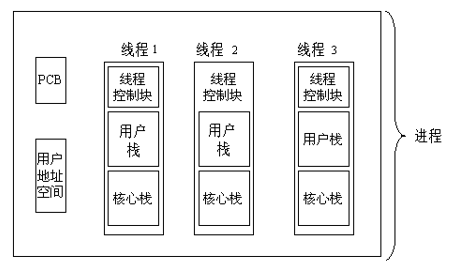 线程 1 线程 2 线程 3
PCB
线程
控制块
线程
控制块
线程
控制块
用户
栈
用户
栈
用户栈
进程
用户
地址
空间
核心栈
核心栈
核心栈